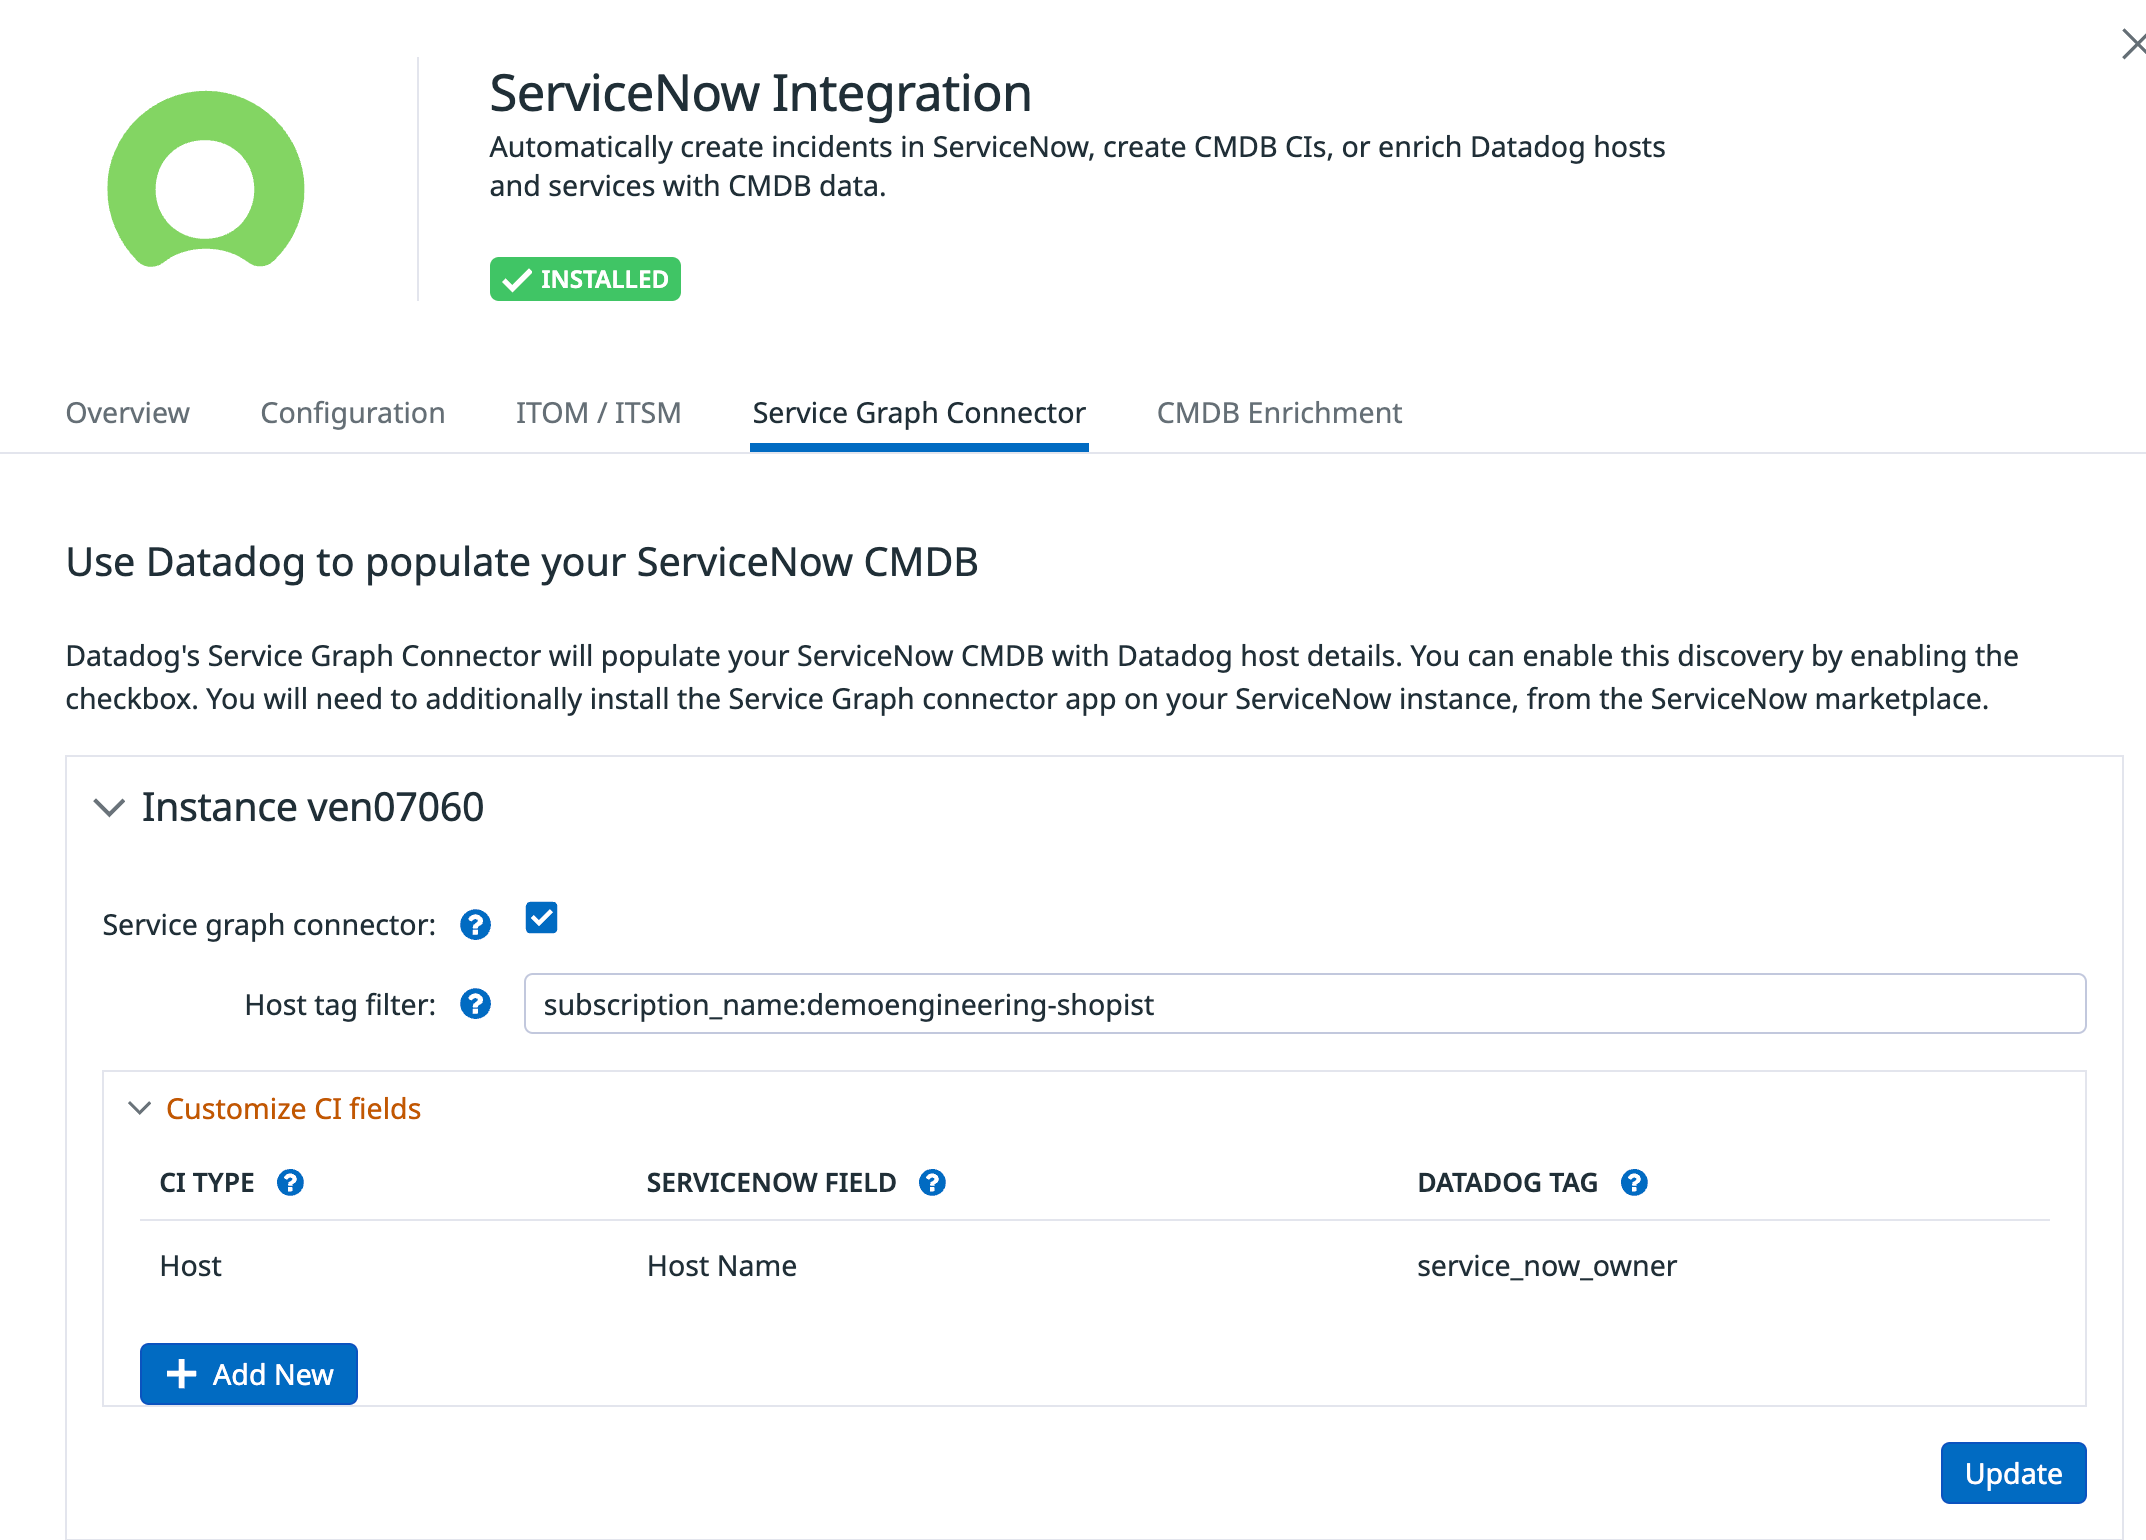 ServiceNow Integration
Automatically create incidents in ServiceNow, create CMDB CIs, or enrich Datadog hosts
and services with CMDB data.
INSTALLED
Overview Configuration ITOM / ITSM Service Graph Connector CMDB Enrichment
Use Datadog to populate your ServiceNow CMDB
Datadog's Service Graph Connector will populate your ServiceNow CMDB with Datadog host details. You can enable this discovery by enabling the
checkbox. You will need to additionally install the Service Graph connector app on your ServiceNow instance, from the ServiceNow marketplace.
Instance ven07060
Service graph connector: ?
Host tag filter: ? subscription_name:demoengineering-shopist
Customize CI fields
CI TYPE ? SERVICENOW FIELD ? DATADOG TAG ?
Host Host Name service_now_owner
+ Add New
Update